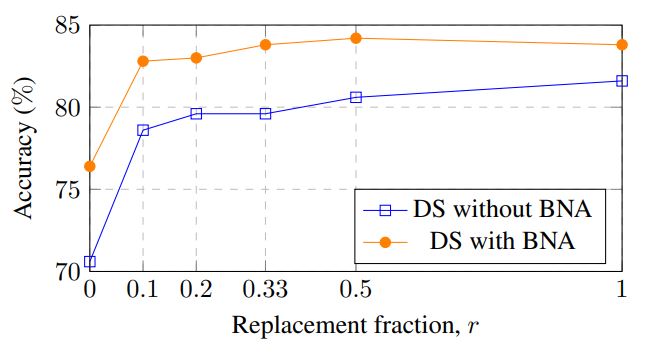 85
80
75
70
Accuracy (%)
DS without BNA
DS with BNA
0 0.1 0.2 0.33 0.5 1
Replacement fraction, r